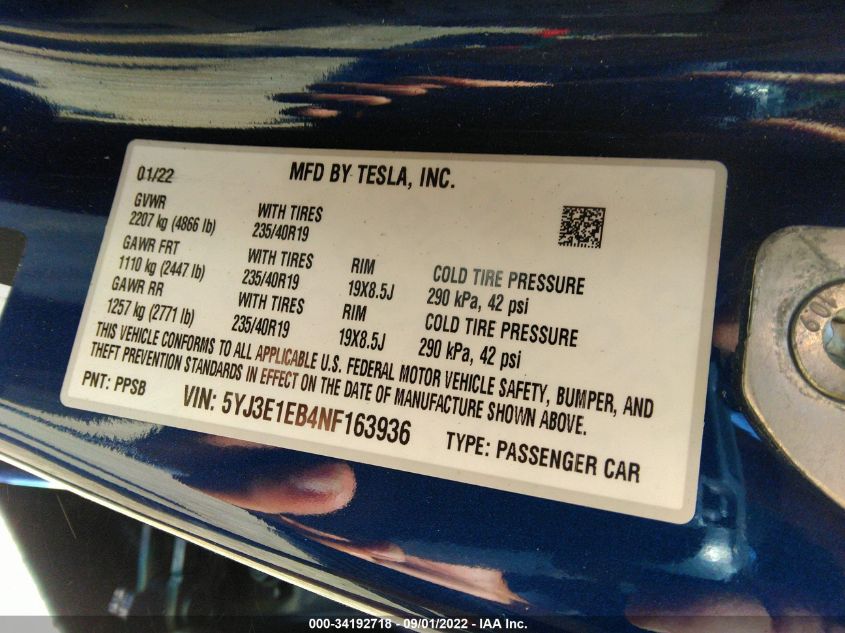 01/22
MFD BY TESLA, INC.
GVWR
2207 kg (4866 lb)
WITH TIRES
235/40R19
GAWR FRT
1110 kg (2447 lb)
WITH TIRES
235/40R19
RIM
19X8.5J
COLD TIRE PRESSURE
290 kPa, 42 psi
GAWR RR
1257 kg (2771 lb)
WITH TIRES
235/40R19
RIM
19X8.5J
COLD TIRE PRESSURE
290 kPa, 42 psi
THIS VEHICLE CONFORMS TO ALL APPLICABLE U.S. FEDERAL MOTOR VEHICLE SAFETY, BUMPER, AND
THEFT PREVENTION STANDARDS IN EFFECT ON THE DATE OF MANUFACTURE SHOWN ABOVE.
PNT: PPSB
VIN: 5YJ3E1EB4NF163936
TYPE: PASSENGER CAR
000-34192718 - 09/01/2022 - IAA Inc.